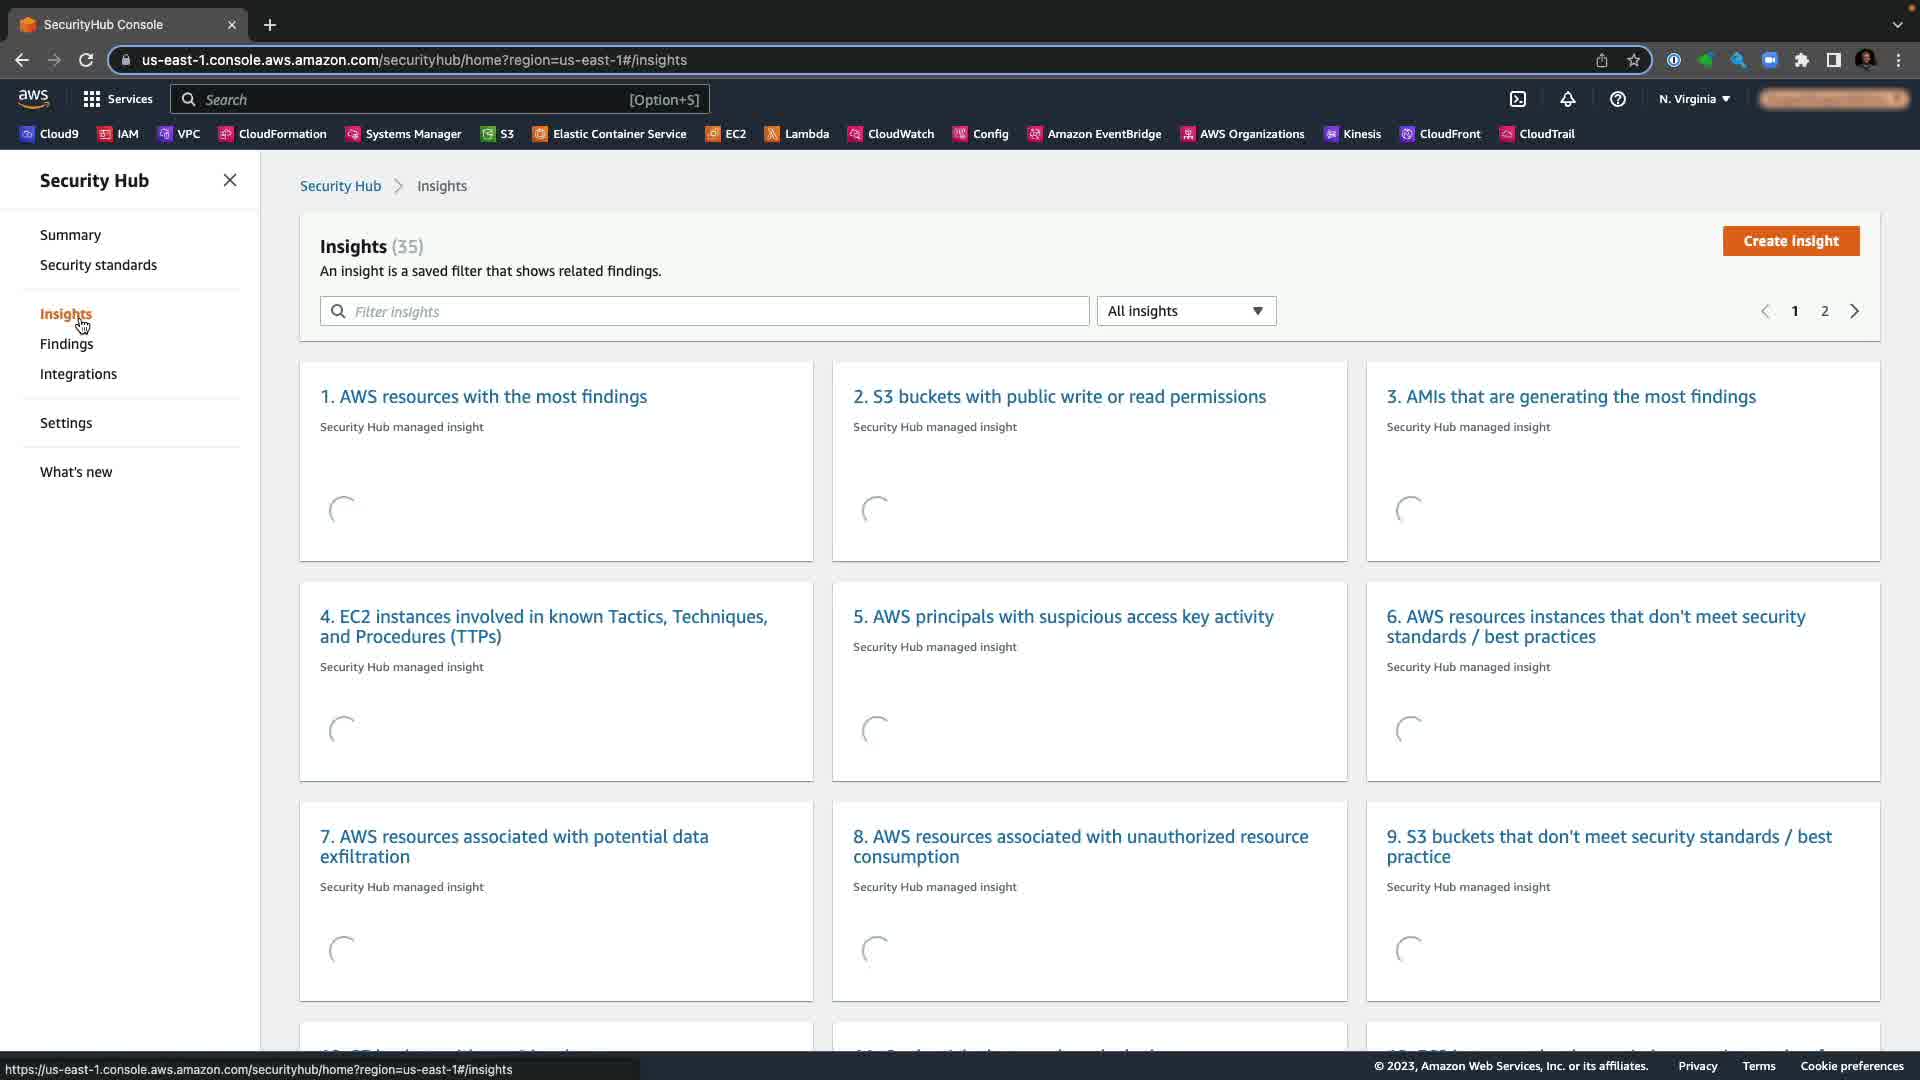 SecurityHub Console
us-east-1.console.aws.amazon.com/securityhub/home?region=us-east-1#/insights
aws
Services
Search
[Option+S]
N. Virginia
Cloud9
IAM
VPC
CloudFormation
Systems Manager
S3
Elastic Container Service
EC2
Lambda
CloudWatch
Config
Amazon EventBridge
AWS Organizations
Kinesis
CloudFront
CloudTrail
Security Hub
Summary
Security standards
Insights
Findings
Integrations
Settings
What's new
Security Hub
Insights
Insights (35)
An insight is a saved filter that shows related findings.
Create insight
Filter insights
All insights
1
2
1. AWS resources with the most findings
Security Hub managed insight
2. S3 buckets with public write or read permissions
Security Hub managed insight
3. AMIs that are generating the most findings
Security Hub managed insight
4. EC2 instances involved in known Tactics, Techniques,
and Procedures (TTPs)
Security Hub managed insight
5. AWS principals with suspicious access key activity
Security Hub managed insight
6. AWS resources instances that don't meet security
standards / best practices
Security Hub managed insight
7. AWS resources associated with potential data
exfiltration
Security Hub managed insight
8. AWS resources associated with unauthorized resource
consumption
Security Hub managed insight
9. S3 buckets that don't meet security standards / best
practice
Security Hub managed insight
https://us-east-1.console.aws.amazon.com/securityhub/home?region=us-east-1#/insights
© 2023, Amazon Web Services, Inc. or its affiliates.
Privacy
Terms
Cookie preferences